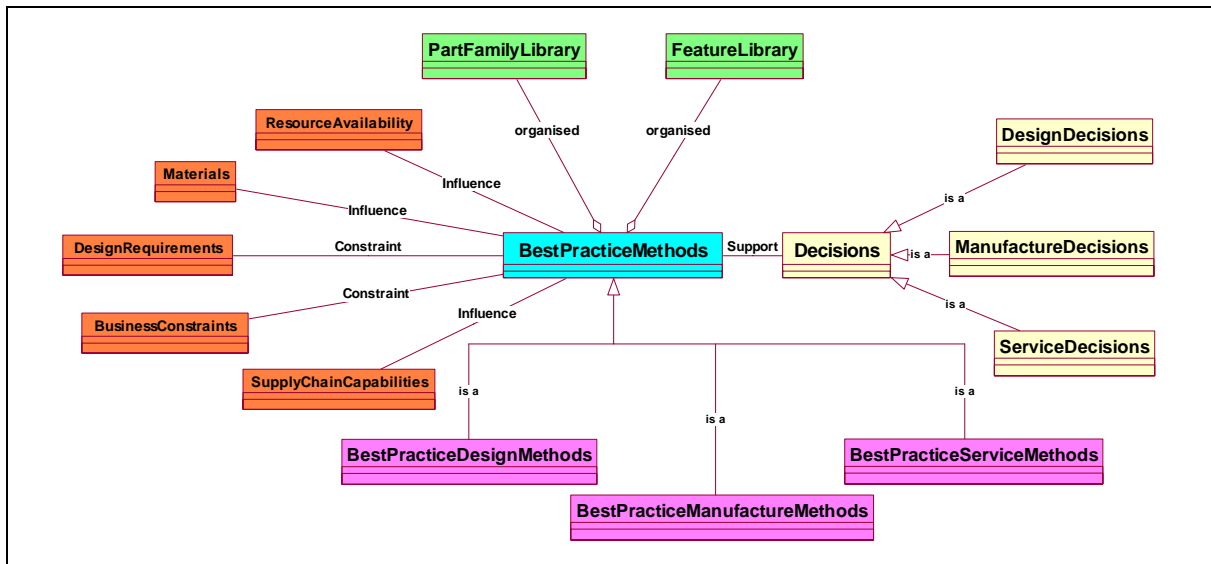 PartFamilyLibrary
FeatureLibrary
organised
organised
ResourceAvailability
Influence
Materials
Influence
DesignRequirements
Constraint
BusinessConstraints
Constraint
SupplyChainCapabilities
Influence
BestPracticeMethods
Support
Decisions
DesignDecisions
is a
ManufactureDecisions
is a
ServiceDecisions
is a
is a
is a
is a
BestPracticeDesignMethods
BestPracticeManufactureMethods
BestPracticeServiceMethods